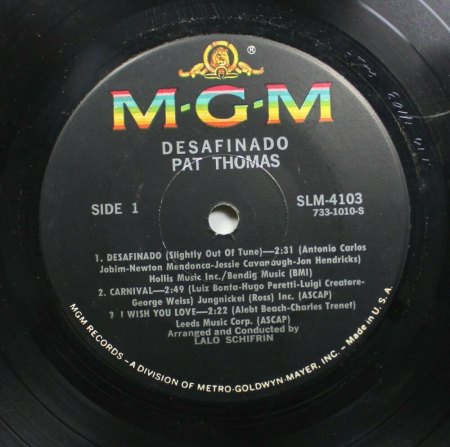 ®
M-G-M
DESAFINADO
PAT THOMAS
SIDE 1
SLM-4103
733-1010-S
1. DESAFINADO (Slightly Out Of Tune)—2:31 (Antonio Carlos
Jobim-Newton Mendonca-Jessie Cavanaugh-Jon Hendricks)
Hollis Music Inc./Bendig Music (BMI)
2. CARNIVAL—2:49 (Luiz Bonta-Hugo Peretti-Luigi Creatore-
George Weiss) Jungnickel (Ross) Inc. (ASCAP)
3 I WISH YOU LOVE—2:22 (Alebt Beach-Charles Trenet)
Leeds Music Corp. (ASCAP)
Arranged and Conducted by
LALO SCHIFRIN
MGM RECORDS - A DIVISION OF METRO-GOLDWYN-MAYER, INC. - Made in U.S.A.